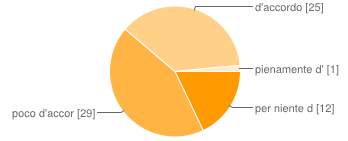 d'accordo [25]
pienamente d' [1]
per niente d [12]
poco d'accor [29]